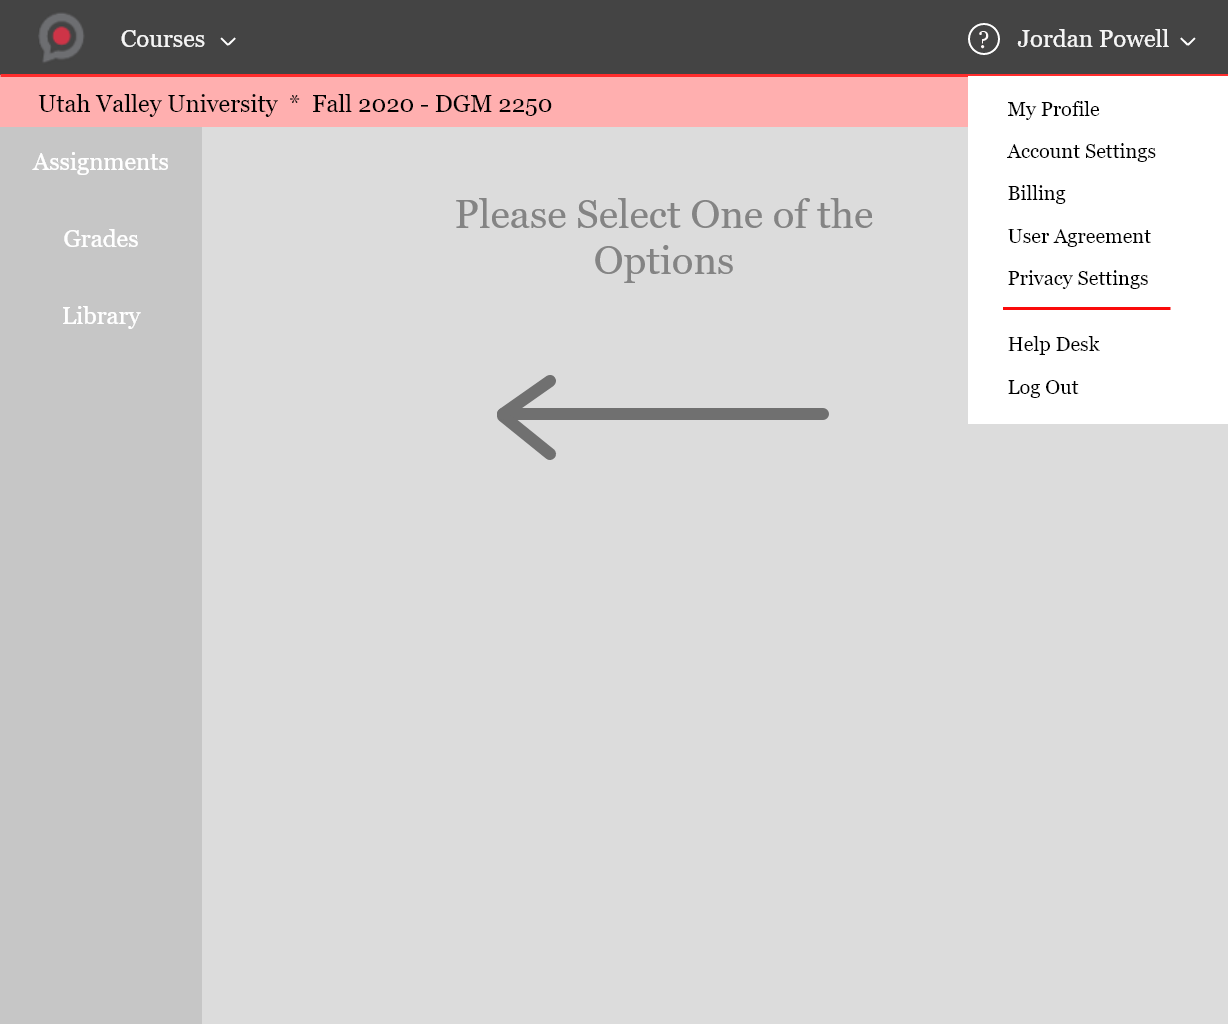 Courses
? Jordan Powell
Utah Valley University * Fall 2020 - DGM 2250
Assignments
Grades
Library
Please Select One of the
Options
My Profile
Account Settings
Billing
User Agreement
Privacy Settings
Help Desk
Log Out